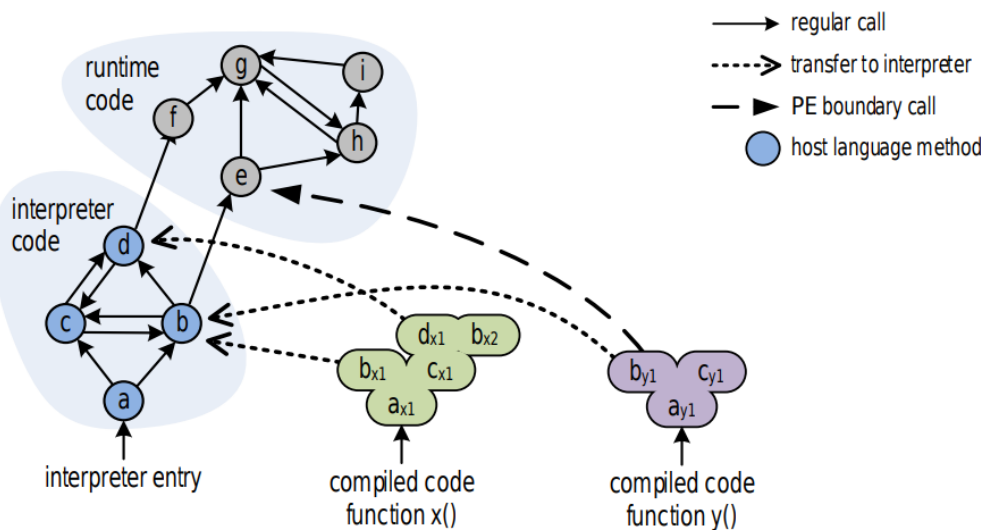 regular call
transfer to interpreter
PE boundary call
host language method
runtime
code
g
i
f
h
e
interpreter
code
d
c
b
a
interpreter entry
dx1 bx2
bx1 cx1
ax1
compiled code
function x()
by1 cy1
ay1
compiled code
function y()